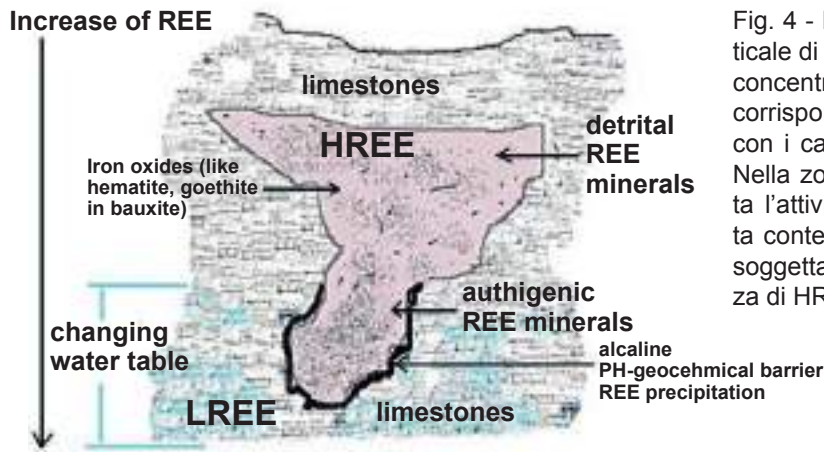 Increase of REE
limestones
HREE
detrital
REE
minerals
Iron oxides (like
hematite, goethite
in bauxite)
authigenic
REE minerals
changing
water table
alcaline
PH-geocehmical barrier
REE precipitation
LREE
limestones
Fig. 4 -
ticale di
concentr
corrispo
con i ca
Nella zo
ta l'attiv
ta conte
soggetta
za di HR